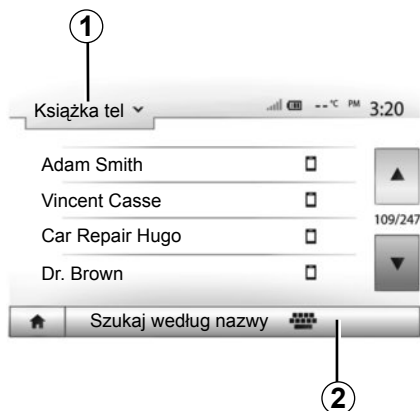 1
Książka tel --°C PM 3:20
Adam Smith
Vincent Casse
Car Repair Hugo
109/247
Dr. Brown
Szukaj według nazwy
2